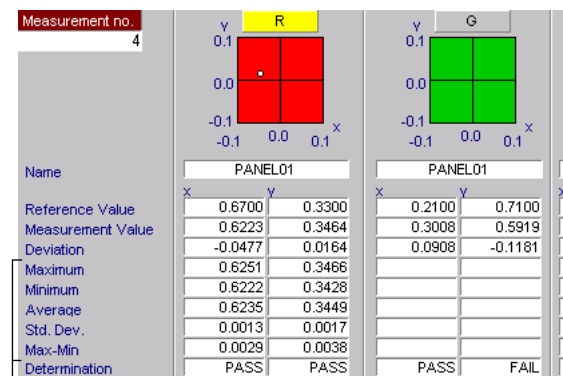 Measurement no.
4
R
G
y
0.1
0.0
-0.1
-0.1 0.0 0.1 x
y
0.1
0.0
-0.1
-0.1 0.0 0.1 x
Name PANEL01 PANEL01
x y x y
Reference Value 0.6700 0.3300 0.2100 0.7100
Measurement Value 0.6223 0.3464 0.3008 0.5919
Deviation -0.0477 0.0164 0.0908 -0.1181
Maximum 0.6251 0.3466
Minimum 0.6222 0.3428
Average 0.6235 0.3449
Std. Dev. 0.0013 0.0017
Max-Min 0.0029 0.0038
Determination PASS PASS PASS FAIL